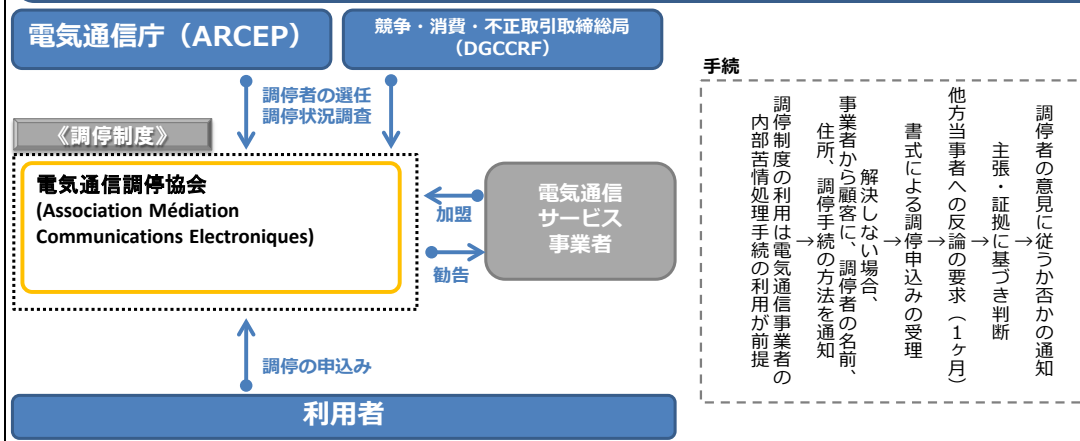 電気通信庁（ARCEP）
競争・消費・不正取引取締総局
（DGCCRF）
調停者の選任
調停状況調査
《調停制度》
電気通信調停協会
(Association Médiation
Communications Electroniques)
加盟
勧告
電気通信
サービス
事業者
調停の申込み
利用者
手続
調停制度の利用は電気通信事業者の
内部苦情処理手続の利用が前提
→
解決しない場合、
事業者から顧客に、調停者の名前、
住所、調停手続の方法を通知
→
書式による調停申込みの受理
→
他方当事者への反論の要求（1ヶ月）
→
主張・証拠に基づき判断
→
調停者の意見に従うか否かの通知